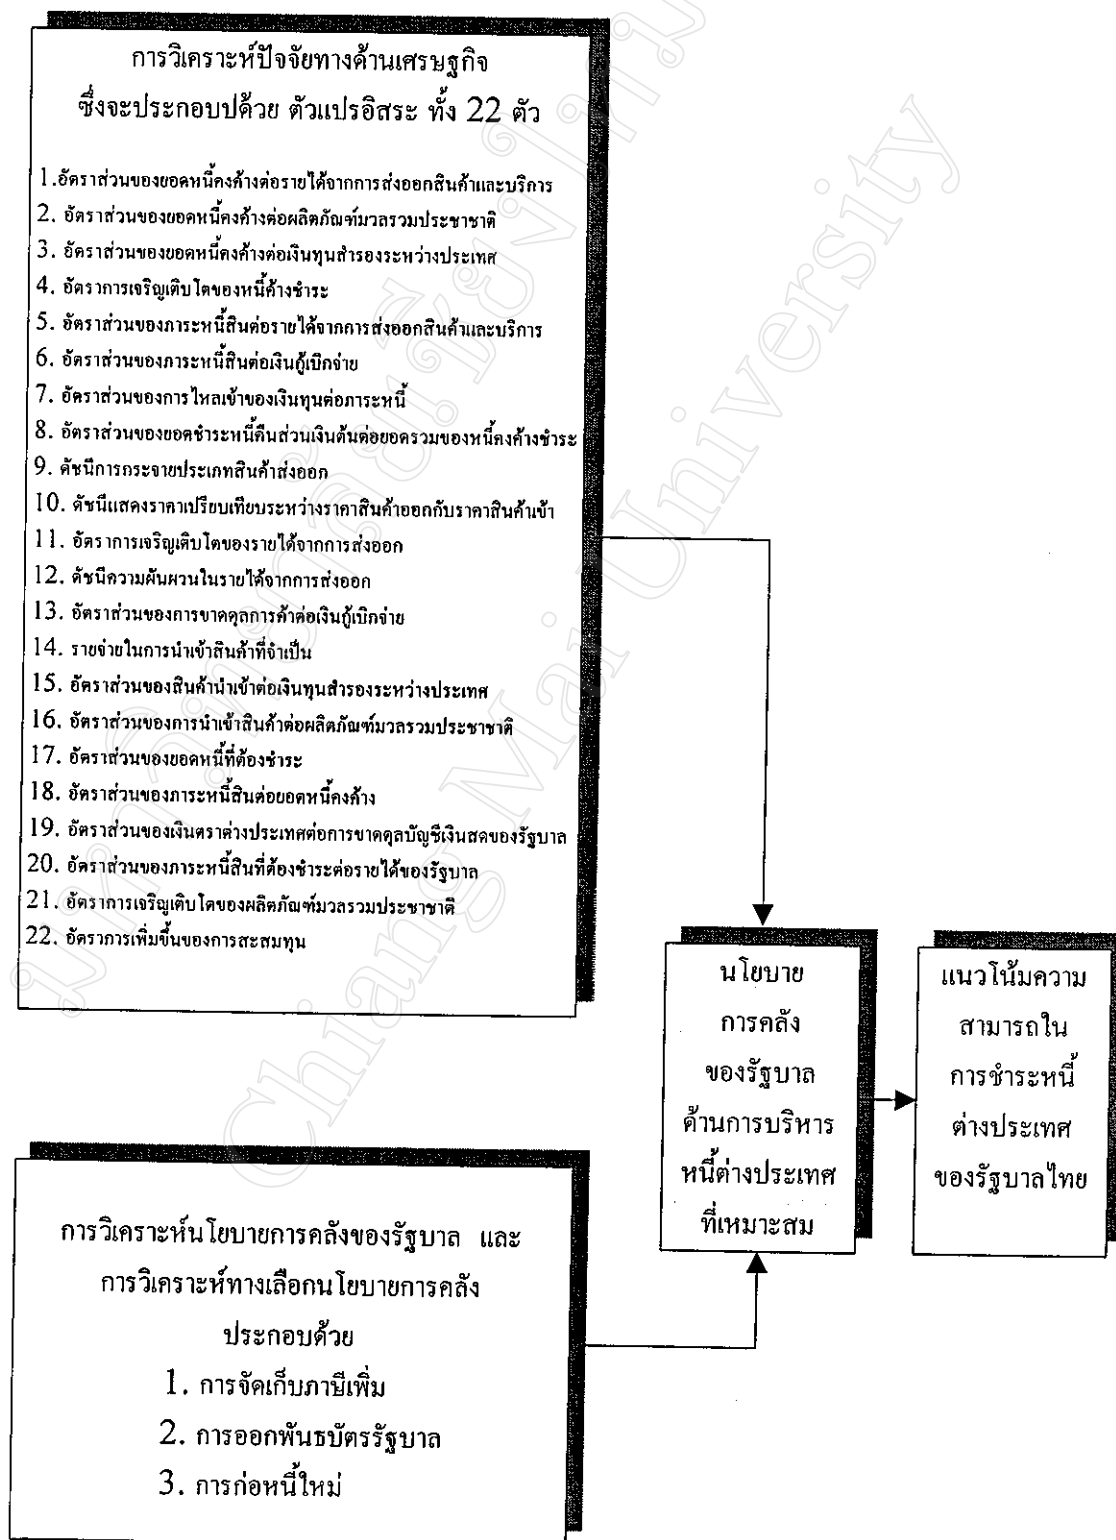 การวิเคราะห์ปัจจัยทางด้านเศรษฐกิจ
ซึ่งจะประกอบปด้วย ตัวแปรอิสระ ทั้ง 22 ตัว
1.อัตราส่วนของยอดหนี้คงค้างต่อรายได้จากการส่งออกสินค้าและบริการ
2. อัตราส่วนของยอดหนี้คงค้างต่อผลิตภัณฑ์มวลรวมประชาชาติ
3. อัตราส่วนของยอดหนี้คงค้างต่อเงินทุนสำรองระหว่างประเทศ
4. อัตราการเจริญเติบโตของหนี้ค้างชำระ
5. อัตราส่วนของภาระหนี้สินต่อรายได้จากการส่งออกสินค้าและบริการ
6. อัตราส่วนของภาระหนี้สินต่อเงินกู้เบิกจ่าย
7. อัตราส่วนของการไหลเข้าของเงินทุนต่อภาระหนี้
8. อัตราส่วนของยอดชำระหนี้คืนส่วนเงินต้นต่อยอดรวมของหนี้คงค้างชำระ
9. ดัชนีการกระจายประเภทสินค้าส่งออก
10. ดัชนีแสดงราคาเปรียบเทียบระหว่างราคาสินค้าออกกับราคาสินค้าเข้า
11. อัตราการเจริญเติบโตของรายได้จากการส่งออก
12. ดัชนีความผันผวนในรายได้จากการส่งออก
13. อัตราส่วนของการขาดดุลการค้าต่อเงินกู้เบิกจ่าย
14. รายจ่ายในการนำเข้าสินค้าที่จำเป็น
15. อัตราส่วนของสินค้านำเข้าต่อเงินทุนสำรองระหว่างประเทศ
16. อัตราส่วนของการนำเข้าสินค้าต่อผลิตภัณฑ์มวลรวมประชาชาติ
17. อัตราส่วนของยอดหนี้ที่ต้องชำระ
18. อัตราส่วนของภาระหนี้สินต่อยอดหนี้คงค้าง
19. อัตราส่วนของเงินตราต่างประเทศต่อการขาดดุลบัญชีเงินสดของรัฐบาล
20. อัตราส่วนของภาระหนี้สินที่ต้องชำระต่อรายได้ของรัฐบาล
21. อัตราการเจริญเติบโตของผลิตภัณฑ์มวลรวมประชาชาติ
22. อัตราการเพิ่มขึ้นของการสะสมทุน
นโยบาย
การคลัง
ของรัฐบาล
ด้านการบริหาร
หนี้ต่างประเทศ
ที่เหมาะสม
แนวโน้มความ
สามารถใน
การชำระหนี้
ต่างประเทศ
ของรัฐบาลไทย
การวิเคราะห์นโยบายการคลังของรัฐบาล และ
การวิเคราะห์ทางเลือกนโยบายการคลัง
ประกอบด้วย
1. การจัดเก็บภาษีเพิ่ม
2. การออกพันธบัตรรัฐบาล
3. การก่อหนี้ใหม่
Chiang Mai University